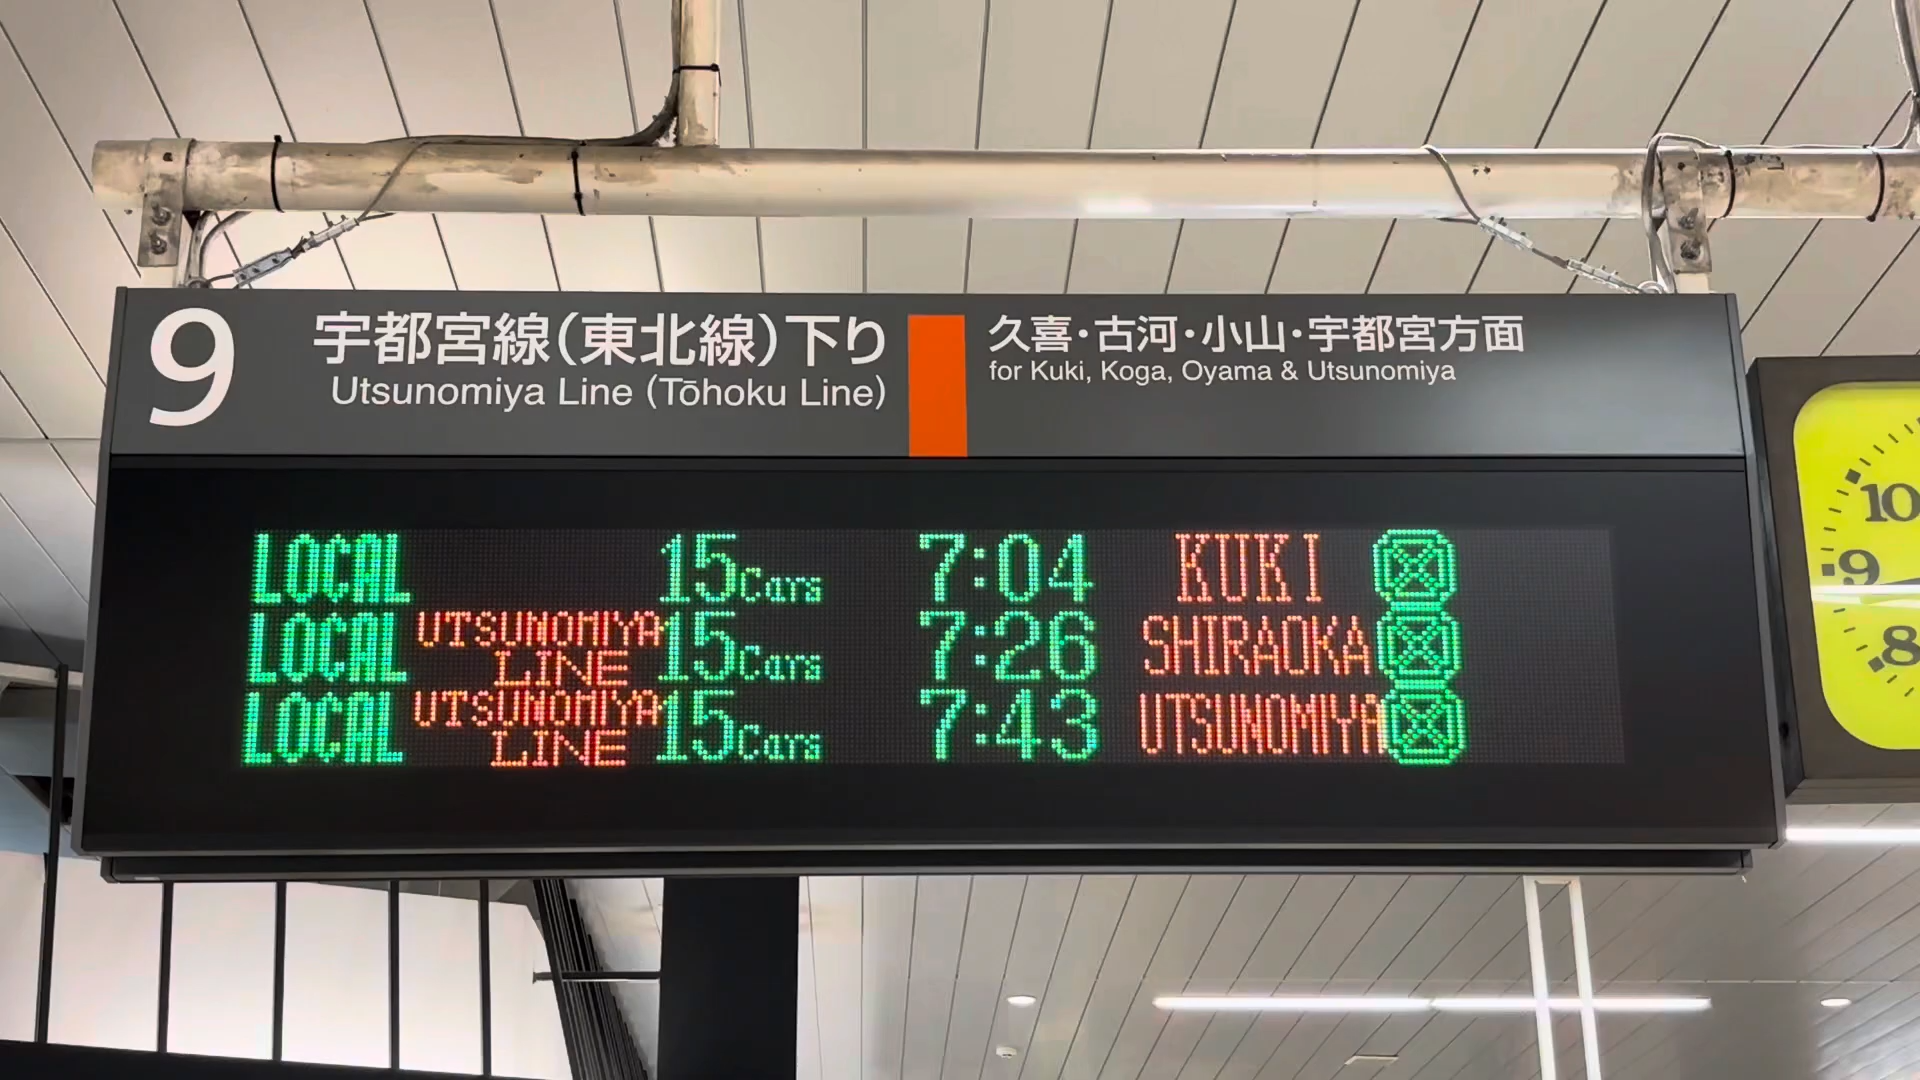 9
宇都宮線(東北線)下り
Utsunomiya Line (Tōhoku Line)
久喜・古河・小山・宇都宮方面
for Kuki, Koga, Oyama & Utsunomiya
LOCAL 15Cars 7:04 KUKI
LOCAL UTSUNOMIYA LINE 15Cars 7:26 SHIRAOKA
LOCAL UTSUNOMIYA LINE 15Cars 7:43 UTSUNOMIYA
10
9
8